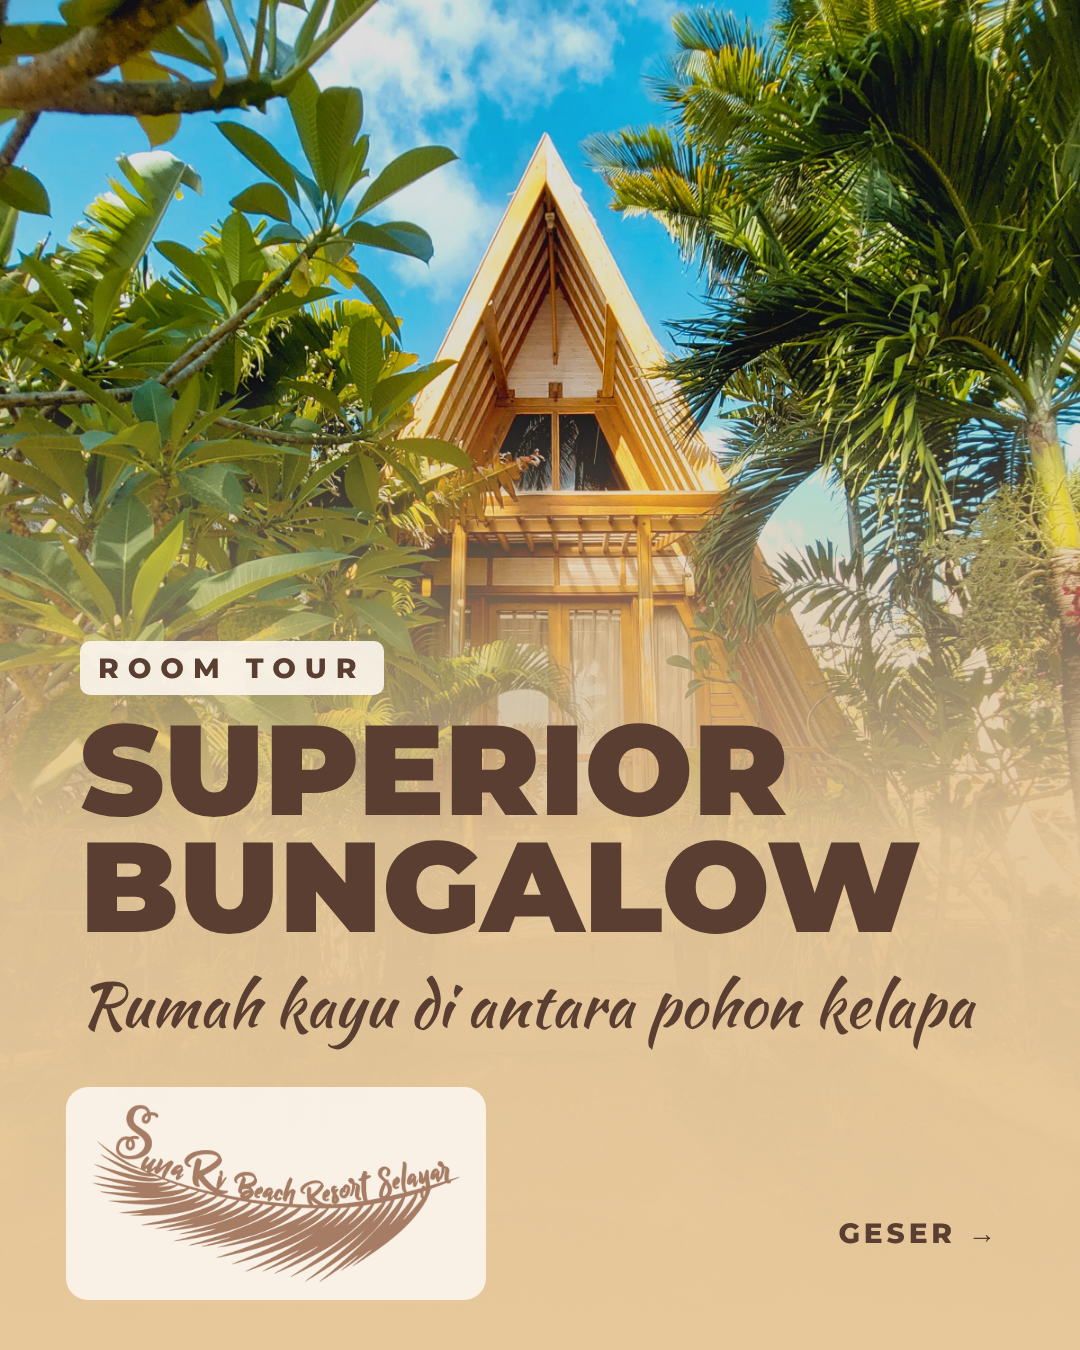 ROOM TOUR
SUPERIOR
BUNGALOW
Rumah kayu di antara pohon kelapa
SunaRi Beach Resort Selayar
GESER →